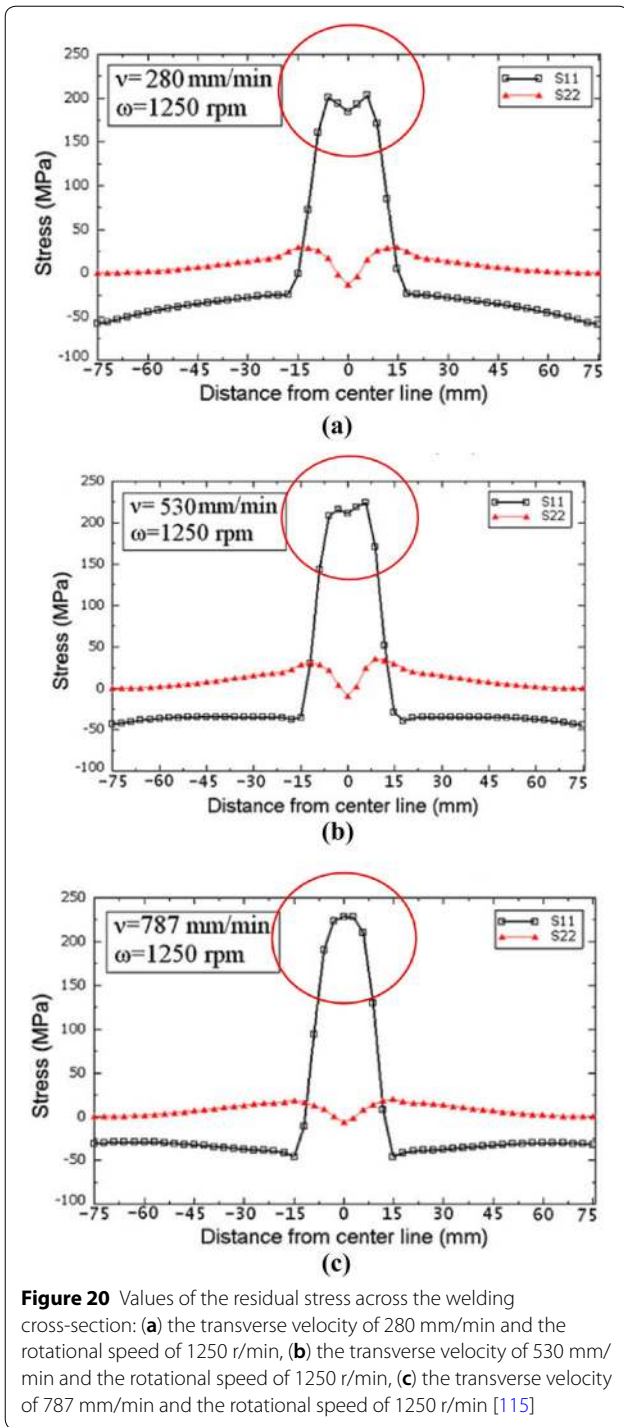 250
200
150
100
50
0
-50
-100
Stress (MPa)
ν=280 mm/min
ω=1250 rpm
S11
S22
-75 -60 -45 -30 -15 0 15 30 45 60 75
Distance from center line (mm)
(a)
250
200
150
100
50
0
-50
-100
Stress (MPa)
ν= 530 mm/min
ω=1250 rpm
S11
S22
-75 -60 -45 -30 -15 0 15 30 45 60 75
Distance from center line (mm)
(b)
250
200
150
100
50
0
-50
-100
Stress (MPa)
ν=787 mm/min
ω=1250 rpm
S11
S22
-75 -60 -45 -30 -15 0 15 30 45 60 75
Distance from center line (mm)
(c)
Figure 20 Values of the residual stress across the welding
cross-section: (a) the transverse velocity of 280 mm/min and the
rotational speed of 1250 r/min, (b) the transverse velocity of 530 mm/
min and the rotational speed of 1250 r/min, (c) the transverse velocity
of 787 mm/min and the rotational speed of 1250 r/min [115]